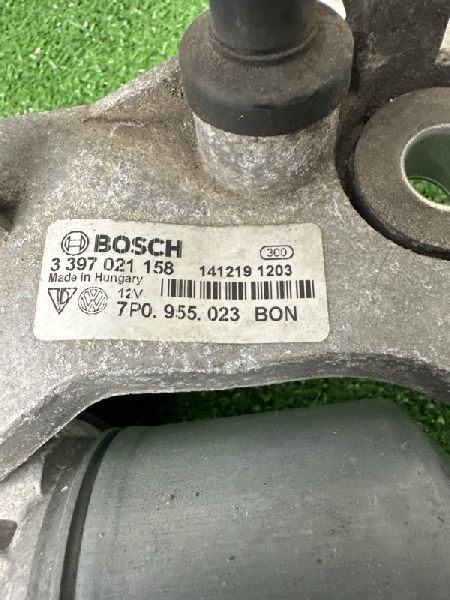 BOSCH 300
3 397 021 158 141219 1203
Made in Hungary
12V
7P0. 955. 023 BON